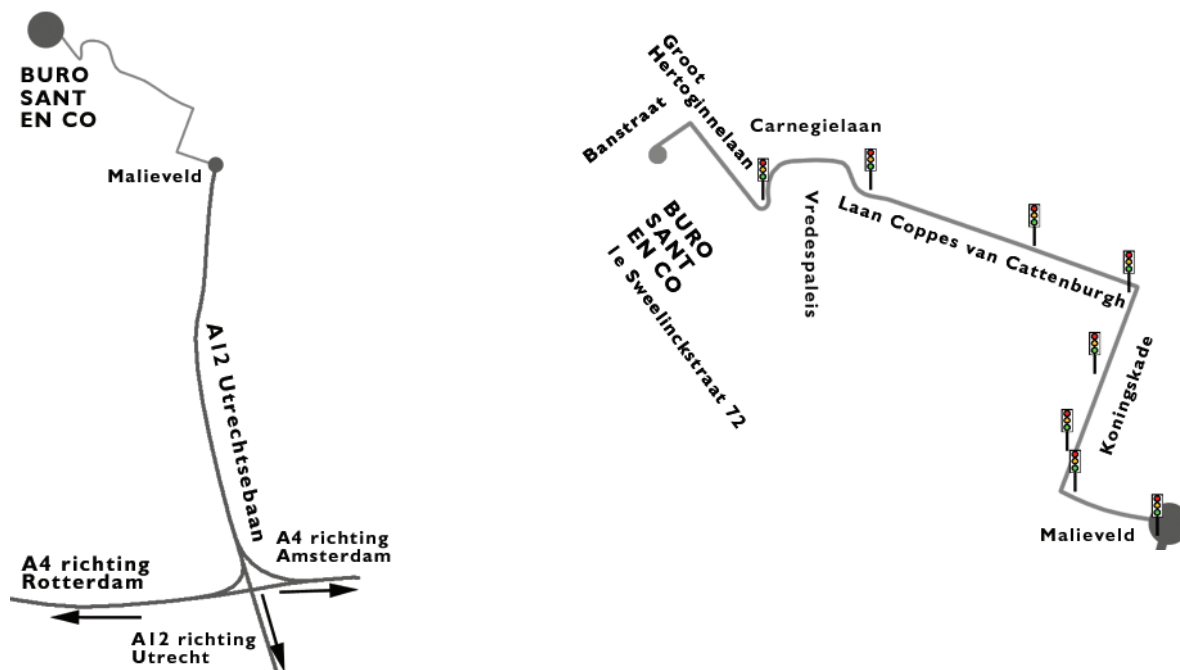 BURO
SANT
EN CO
Malieveld
A12 Utrechtsebaan
A4 richting
Amsterdam
A4 richting
Rotterdam
A12 richting
Utrecht
Groot
Hertoginnelaan
Banstraat
Carnegielaan
BURO
SANT
EN CO
1e Sweelinckstraat 72
Vredespaleis
Laan Coppes van Cattenburgh
Koningskade
Malieveld